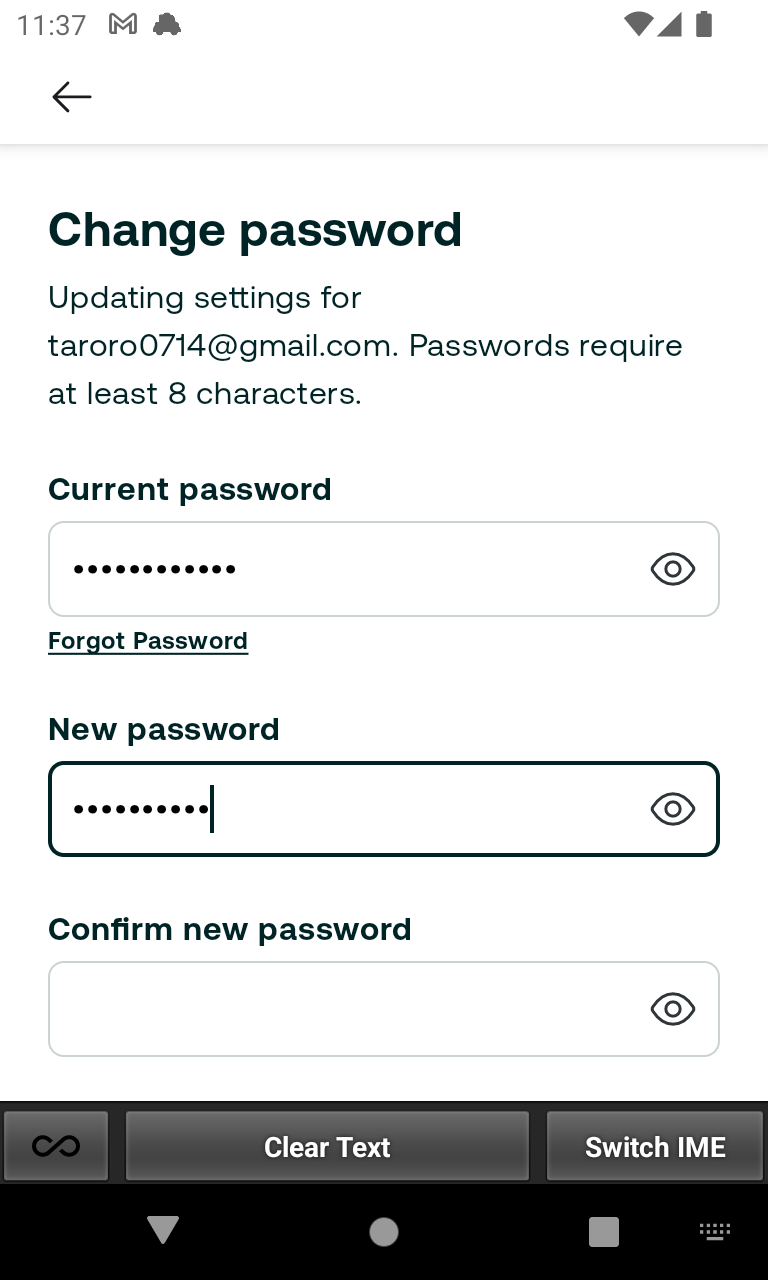 11:37
Change password
Updating settings for
taroro0714@gmail.com. Passwords require
at least 8 characters.
Current password
••••••••••••
Forgot Password
New password
••••••••••
Confirm new password
Clear Text
Switch IME